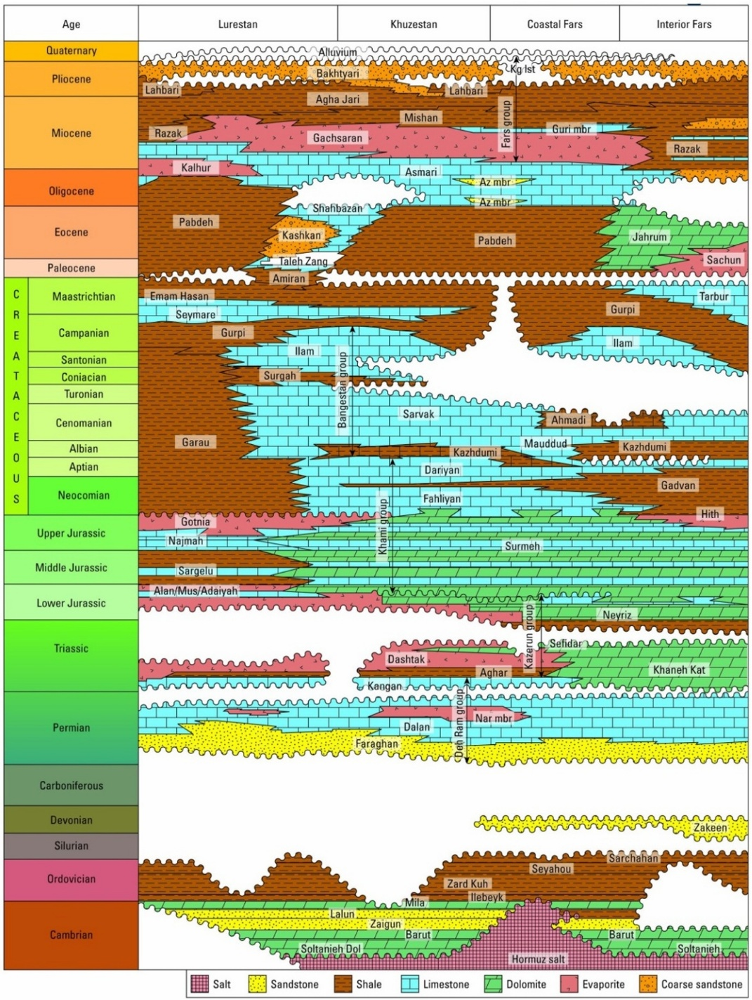 Age Lurestan Khuzestan Coastal Fars Interior Fars
Quaternary
Alluvium
Kg lst
Pliocene
Bakhtyari
Lahbari
Lahbari
Agha Jari
Miocene
Mishan
Fars group
Guri mbr
Razak
Gachsaran
Razak
Kalhur
Asmari
Oligocene
Az mbr
Az mbr
Shahbazan
Eocene
Pabdeh
Kashkan
Pabdeh
Jahrum
Taleh Zang
Sachun
Paleocene
Amiran
CREATACEOUS
Maastrichtian
Emam Hasan
Tarbur
Seymare
Gurpi
Campanian
Gurpi
Ilam
Ilam
Santonian
Coniacian
Surgah
Bangestan group
Turonian
Cenomanian
Sarvak
Ahmadi
Albian
Garau
Mauddud
Kazhdumi
Kazhdumi
Aptian
Dariyan
Neocomian
Gadvan
Fahliyan
Hith
Upper Jurassic
Gotnia
Khami group
Najmah
Surmeh
Middle Jurassic
Sargelu
Alan/Mus/Adaiyah
Lower Jurassic
Neyriz
Kazerun group
Triassic
Sefidar
Dashtak
Aghar
Khaneh Kat
Kangan
Permian
Nar mbr
Dalan
Deh Ram group
Faraghan
Carboniferous
Devonian
Zakeen
Silurian
Sarchahan
Ordovician
Seyahou
Zard Kuh
Ilebeyk
Mila
Cambrian
Lalun
Zaigun
Barut
Barut
Soltanieh Dol
Soltanieh
Hormuz salt
Salt Sandstone Shale Limestone Dolomite Evaporite Coarse sandstone